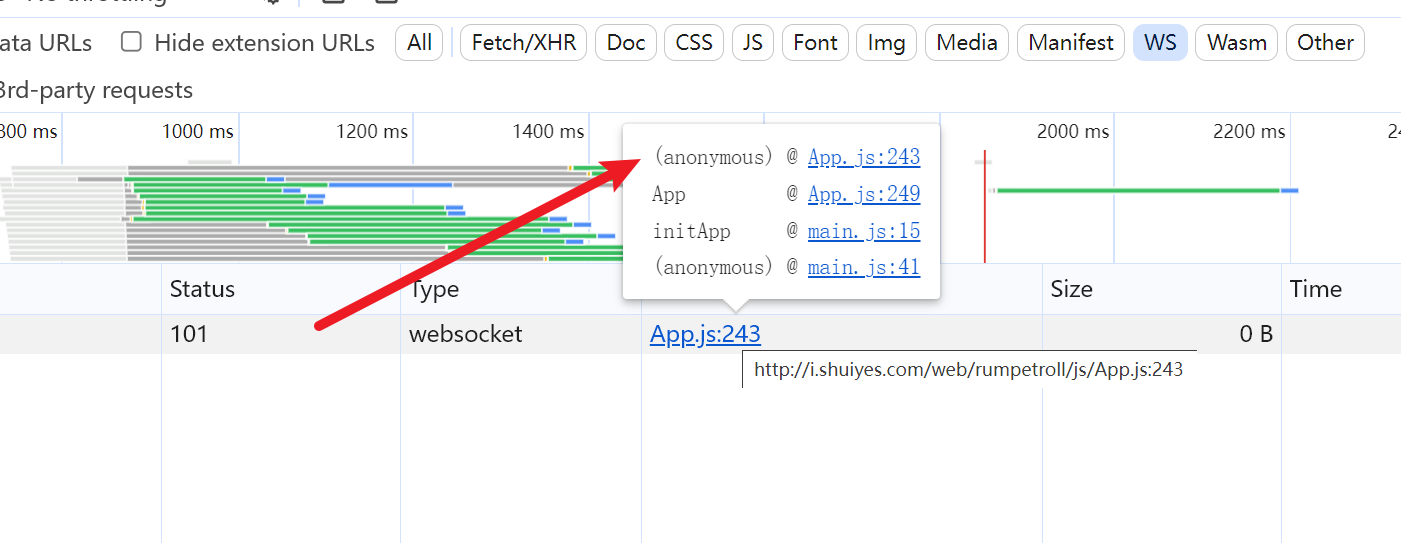 No throttling
ata URLs Hide extension URLs All Fetch/XHR Doc CSS JS Font Img Media Manifest WS Wasm Other
3rd-party requests
800 ms 1000 ms 1200 ms 1400 ms 2000 ms 2200 ms 24
(anonymous) @ App.js:243
App @ App.js:249
initApp @ main.js:15
(anonymous) @ main.js:41
Status Type Size Time
101 websocket App.js:243 0 B
http://i.shuiyes.com/web/rumpetroll/js/App.js:243